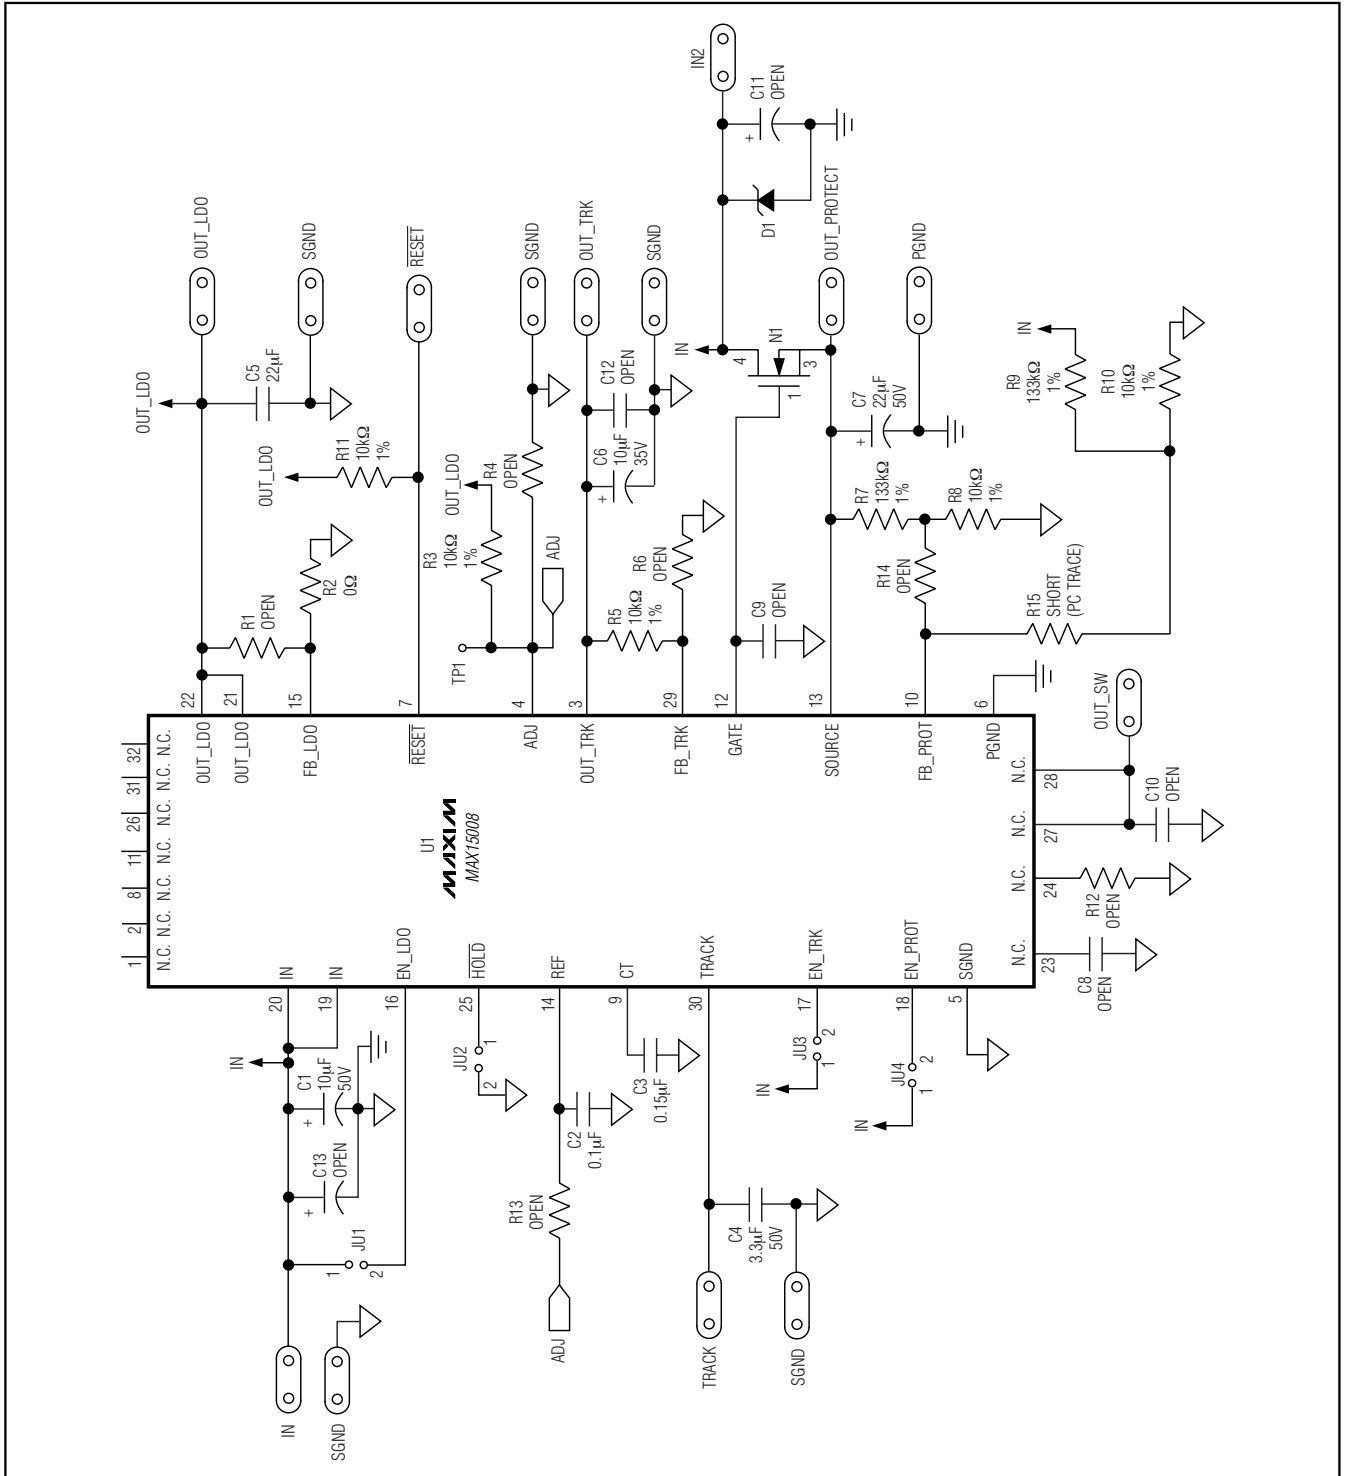 IN2
C11
OPEN
+
D1
OUT_LDO
OUT_LDO
C5
22µF
SGND
OUT_LDO
R11
10kΩ
1%
RESET
R1
OPEN
R2
0Ω
R3
10kΩ
1%
OUT_LDO
R4
OPEN
SGND
TP1
ADJ
OUT_TRK
C12
OPEN
C6
10µF
35V
+
SGND
R5
10kΩ
1%
R6
OPEN
IN
4
N1
3
1
C9
OPEN
OUT_PROTECT
C7
22µF
50V
+
PGND
R7
133kΩ
1%
R8
10kΩ
1%
R14
OPEN
R15
SHORT
(PC TRACE)
R9
133kΩ
1%
IN
R10
10kΩ
1%
22
21
15
7
4
3
29
12
13
10
6
OUT_LDO
OUT_LDO
FB_LDO
RESET
ADJ
OUT_TRK
FB_TRK
GATE
SOURCE
FB_PROT
PGND
1
2
8
11
26
31
32
N.C.
N.C.
N.C.
N.C.
N.C.
N.C.
N.C.
U1
MAXIM
MAX15008
N.C.
N.C.
N.C.
N.C.
23
24
27
28
C8
OPEN
R12
OPEN
C10
OPEN
OUT_SW
IN
IN
EN_LDO
HOLD
REF
CT
TRACK
EN_TRK
EN_PROT
SGND
20
19
16
25
14
9
30
17
18
5
IN
C1
10µF
50V
+
C13
OPEN
+
JU1
1
2
IN
SGND
JU2
1
2
C2
0.1µF
R13
OPEN
ADJ
C3
0.15µF
C4
3.3µF
50V
TRACK
SGND
JU3
1
2
IN
JU4
1
2
IN